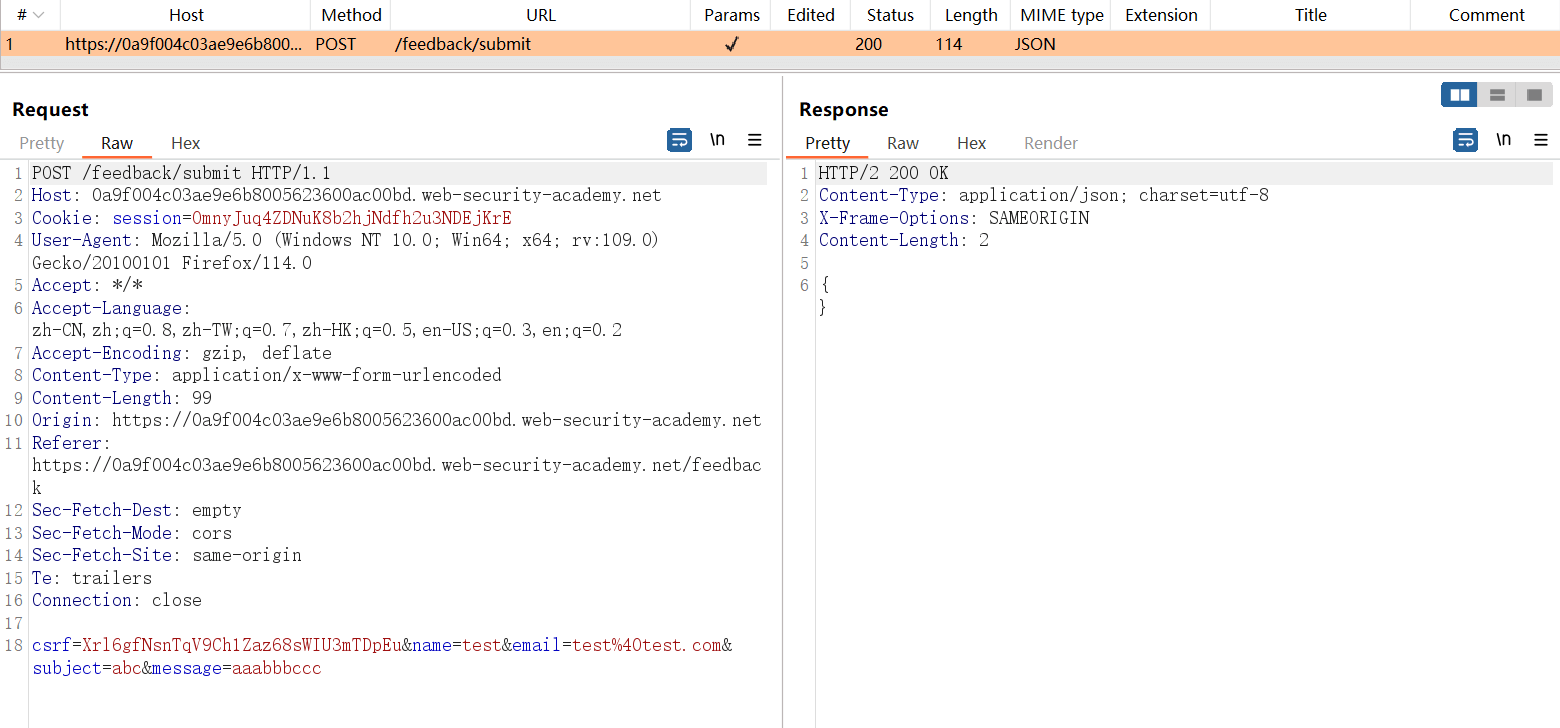 # Host Method URL Params Edited Status Length MIME type Extension Title Comment
1 https://0a9f004c03ae9e6b800... POST /feedback/submit ✓ 200 114 JSON
Request
Pretty Raw Hex \n
1 POST /feedback/submit HTTP/1.1
2 Host: 0a9f004c03ae9e6b8005623600ac00bd.web-security-academy.net
3 Cookie: session=OmnyJuq4ZDNuK8b2hjNdfh2u3NDEjKrE
4 User-Agent: Mozilla/5.0 (Windows NT 10.0; Win64; x64; rv:109.0)
Gecko/20100101 Firefox/114.0
5 Accept: */*
6 Accept-Language:
zh-CN,zh;q=0.8,zh-TW;q=0.7,zh-HK;q=0.5,en-US;q=0.3,en;q=0.2
7 Accept-Encoding: gzip, deflate
8 Content-Type: application/x-www-form-urlencoded
9 Content-Length: 99
10 Origin: https://0a9f004c03ae9e6b8005623600ac00bd.web-security-academy.net
11 Referer:
https://0a9f004c03ae9e6b8005623600ac00bd.web-security-academy.net/feedbac
k
12 Sec-Fetch-Dest: empty
13 Sec-Fetch-Mode: cors
14 Sec-Fetch-Site: same-origin
15 Te: trailers
16 Connection: close
17
18 csrf=Xrl6gfNsnTqV9Ch1Zaz68sWIU3mTDpEu&name=test&email=test%40test.com&
subject=abc&message=aaabbbccc
Response
Pretty Raw Hex Render \n
1 HTTP/2 200 OK
2 Content-Type: application/json; charset=utf-8
3 X-Frame-Options: SAMEORIGIN
4 Content-Length: 2
5
6 {
}